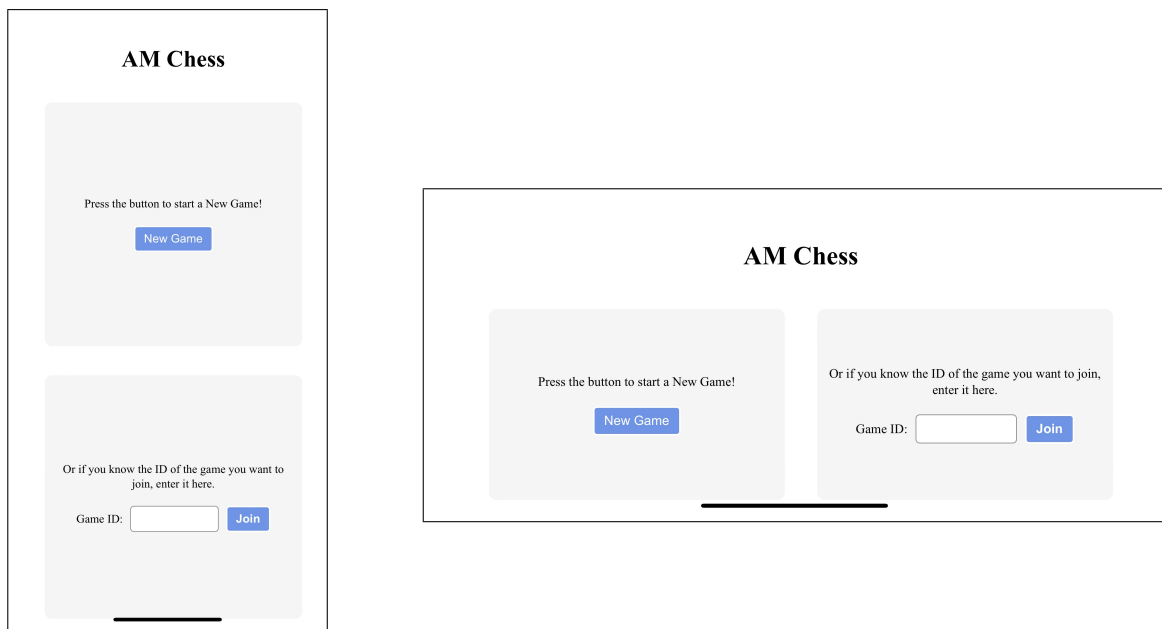 AM Chess
Press the button to start a New Game!
New Game
Or if you know the ID of the game you want to
join, enter it here.
Game ID:
Join
AM Chess
Press the button to start a New Game!
New Game
Or if you know the ID of the game you want to join,
enter it here.
Game ID:
Join